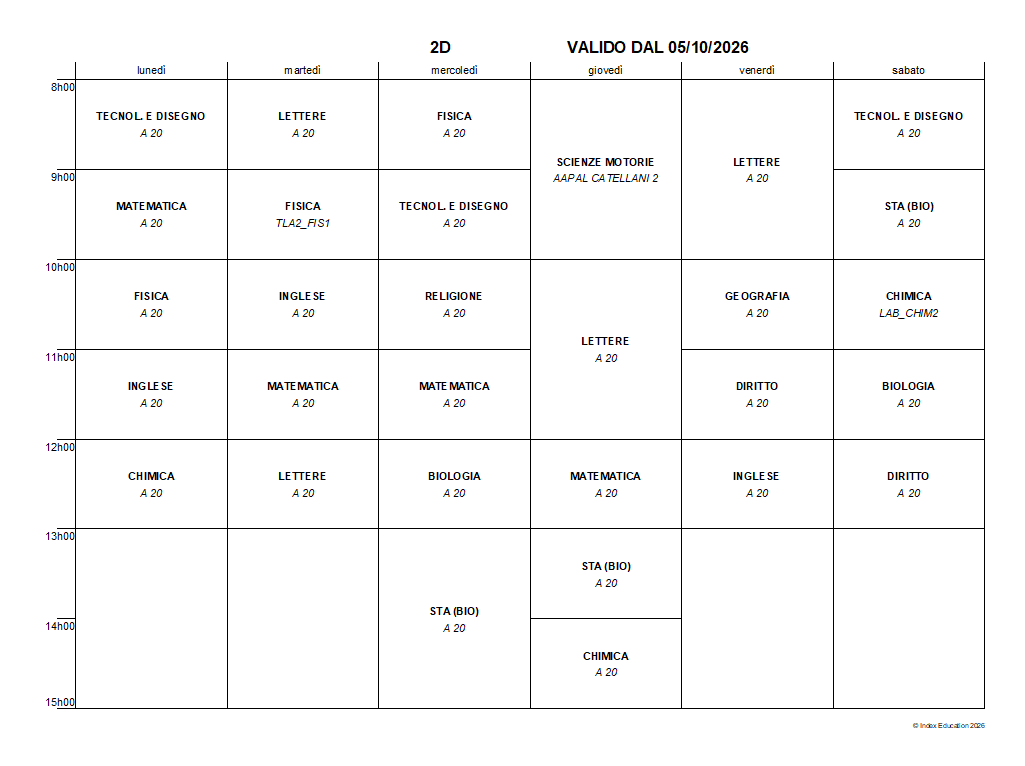 2D VALIDO DAL 05/10/2026
lunedì martedì mercoledì giovedì venerdì sabato
8h00
TECNOL. E DISEGNO LETTERE FISICA TECNOL. E DISEGNO
A 20 A 20 A 20 A 20
SCIENZE MOTORIE LETTERE
9h00
AAPAL CATELLANI 2 A 20
MATEMATICA FISICA TECNOL. E DISEGNO STA (BIO)
A 20 TLA2_FIS1 A 20 A 20
10h00
FISICA INGLESE RELIGIONE GEOGRAFIA CHIMICA
A 20 A 20 A 20 A 20 LAB_CHIM2
LETTERE
11h00
A 20
INGLESE MATEMATICA MATEMATICA DIRITTO BIOLOGIA
A 20 A 20 A 20 A 20 A 20
12h00
CHIMICA LETTERE BIOLOGIA MATEMATICA INGLESE DIRITTO
A 20 A 20 A 20 A 20 A 20 A 20
13h00
STA (BIO)
A 20
STA (BIO)
14h00
A 20
CHIMICA
A 20
15h00
© Index Education 2026